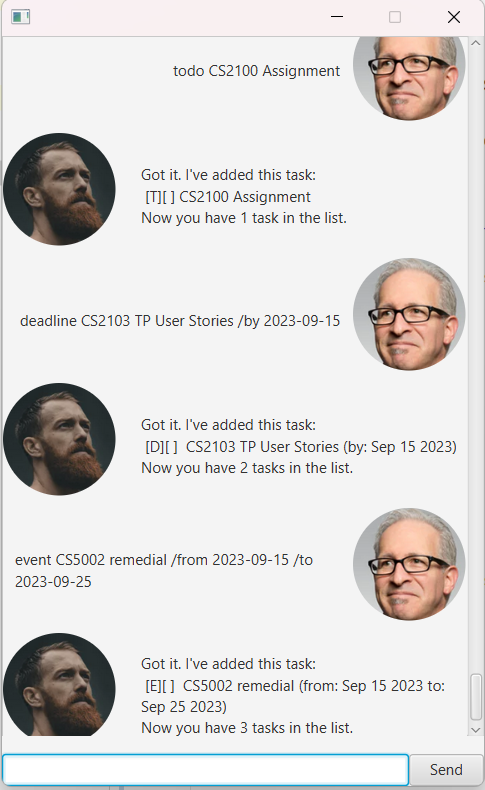 todo CS2100 Assignment
Got it. I've added this task:
[T][ ] CS2100 Assignment
Now you have 1 task in the list.
deadline CS2103 TP User Stories /by 2023-09-15
Got it. I've added this task:
[D][ ]  CS2103 TP User Stories (by: Sep 15 2023)
Now you have 2 tasks in the list.
event CS5002 remedial /from 2023-09-15 /to
2023-09-25
Got it. I've added this task:
[E][ ]  CS5002 remedial (from: Sep 15 2023 to:
Sep 25 2023)
Now you have 3 tasks in the list.
Send